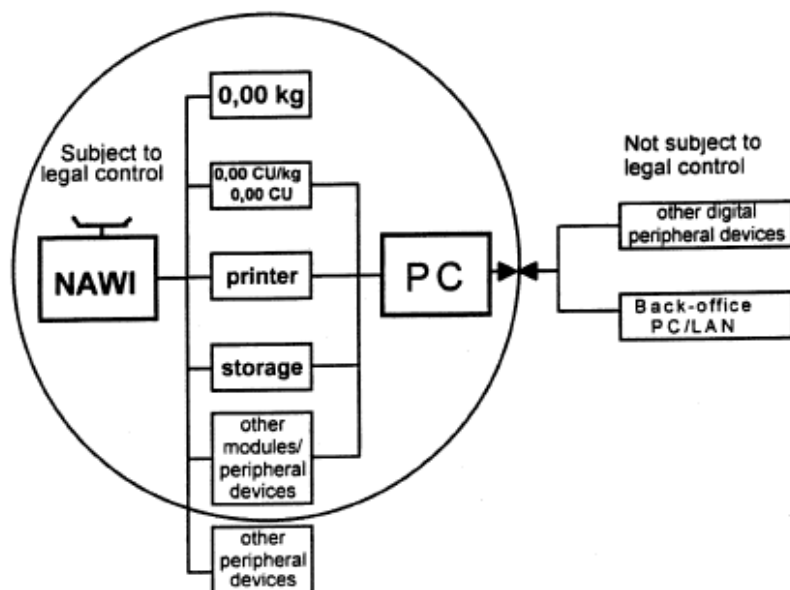 0,00 kg
Subject to
legal control
0,00 CU/kg
0,00 CU
NAWI
printer
storage
other
modules/
peripheral
devices
other
peripheral
devices
PC
Not subject to
legal control
other digital
peripheral devices
Back-office
PC/LAN